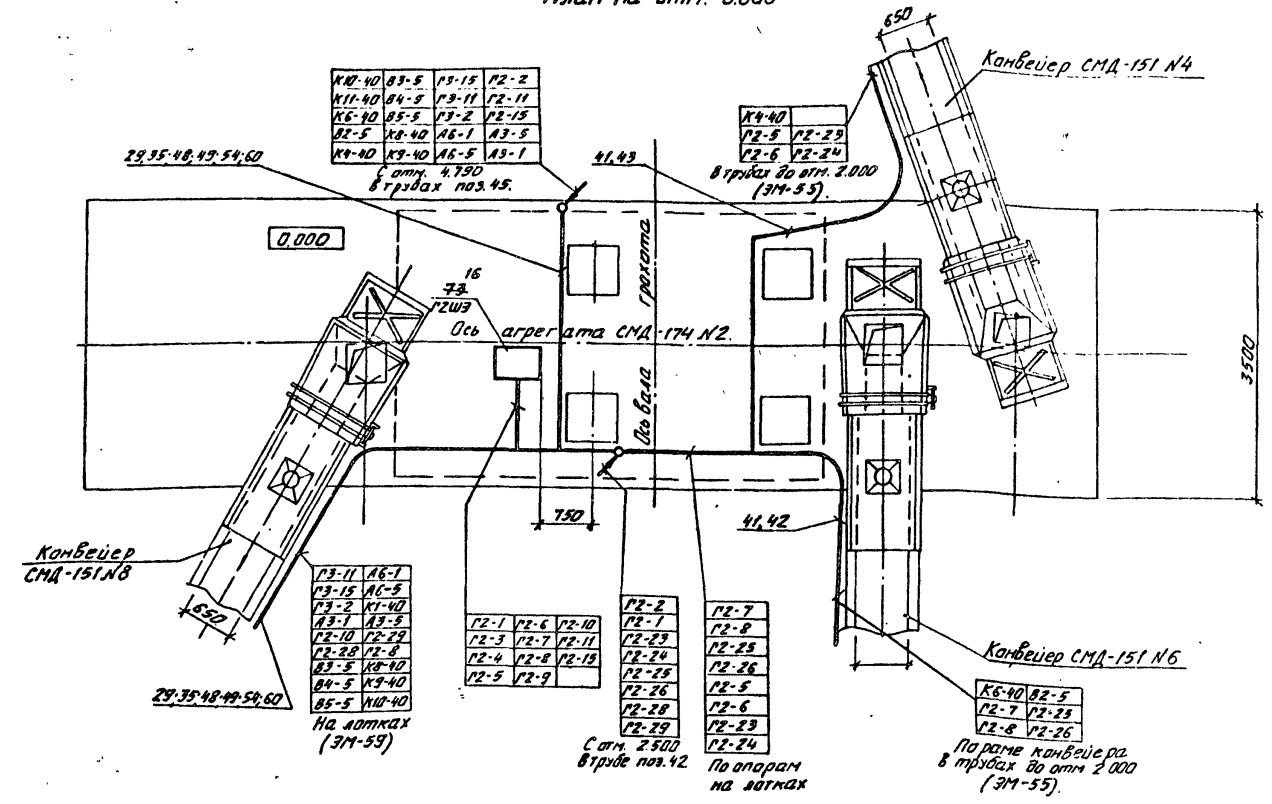 План на отм. 0.000
650
Конвейер СМД-151 N4
К10-40 В3-5 Г3-15 Г2-2
К11-40 В4-5 Г3-11 Г2-11
К6-40 В5-5 Г3-2 Г2-15
В2-5 К8-40 А6-1 А3-5
К4-40 К9-40 А6-5 А3-1
С отм. 4.790
в трубах поз.45.
К4-40
Г2-5 Г2-23
Г2-6 Г2-24
В трубах до отм. 2.000
(ЭМ-55)
29;35;48;49;54;60
41,43
0,000
16
73
Г2ШЭ
Ось агрегата СМД-174 N2.
Ось вала грохота
3500
750
41,42
Конвейер
СМД-151 N8
650
Г3-11 А6-1
Г3-15 А6-5
Г3-2 К1-40
А3-1 А3-5
Г2-10 Г2-29
Г2-28 Г2-8
В3-5 К8-40
В4-5 К9-40
В5-5 К10-40
На лотках
(ЭМ-59)
29;35;48;49;54;60
Г2-1 Г2-6 Г2-10
Г2-3 Г2-7 Г2-11
Г2-4 Г2-8 Г2-15
Г2-5 Г2-9
Г2-2
Г2-1
Г2-23
Г2-24
Г2-25
Г2-26
Г2-28
Г2-29
С отм. 2.500
В трубе поз.42
Г2-7
Г2-8
Г2-25
Г2-26
Г2-5
Г2-6
Г2-23
Г2-24
По опорам
на лотках
Конвейер СМД-151 N6
К6-40 В2-5
Г2-7 Г2-25
Г2-8 Г2-26
По раме конвейера
в трубах до отм 2 000
(ЭМ-55).